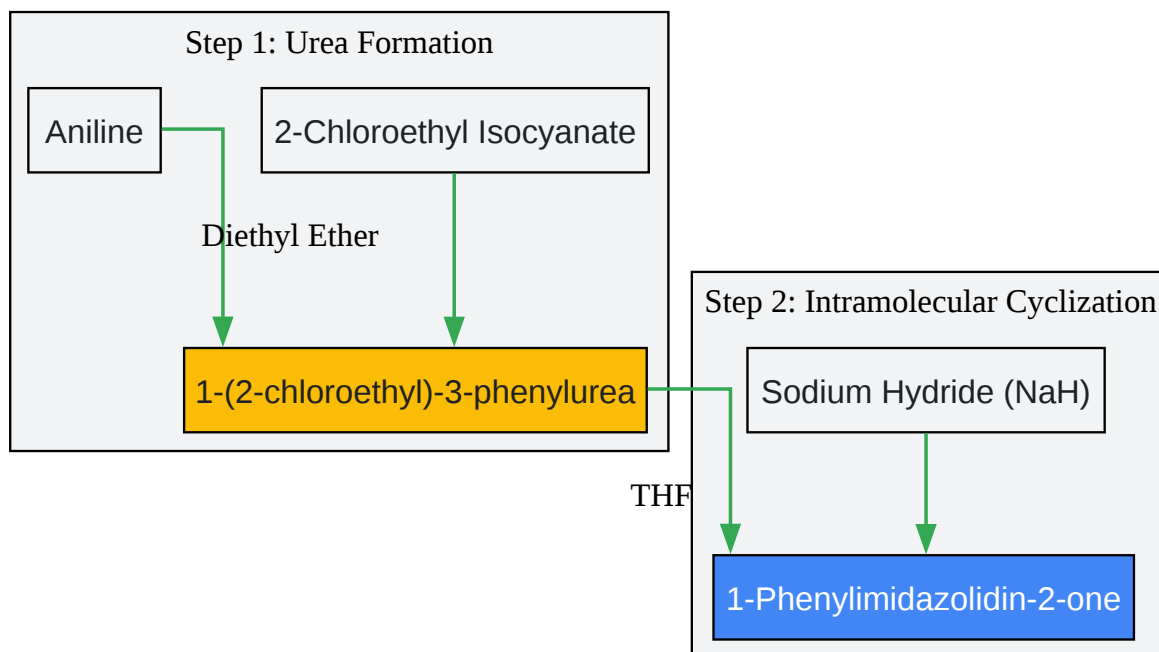 Step 1: Urea Formation
Aniline
2-Chloroethyl Isocyanate
Diethyl Ether
1-(2-chloroethyl)-3-phenylurea
Step 2: Intramolecular Cyclization
Sodium Hydride (NaH)
THF
1-Phenylimidazolidin-2-one